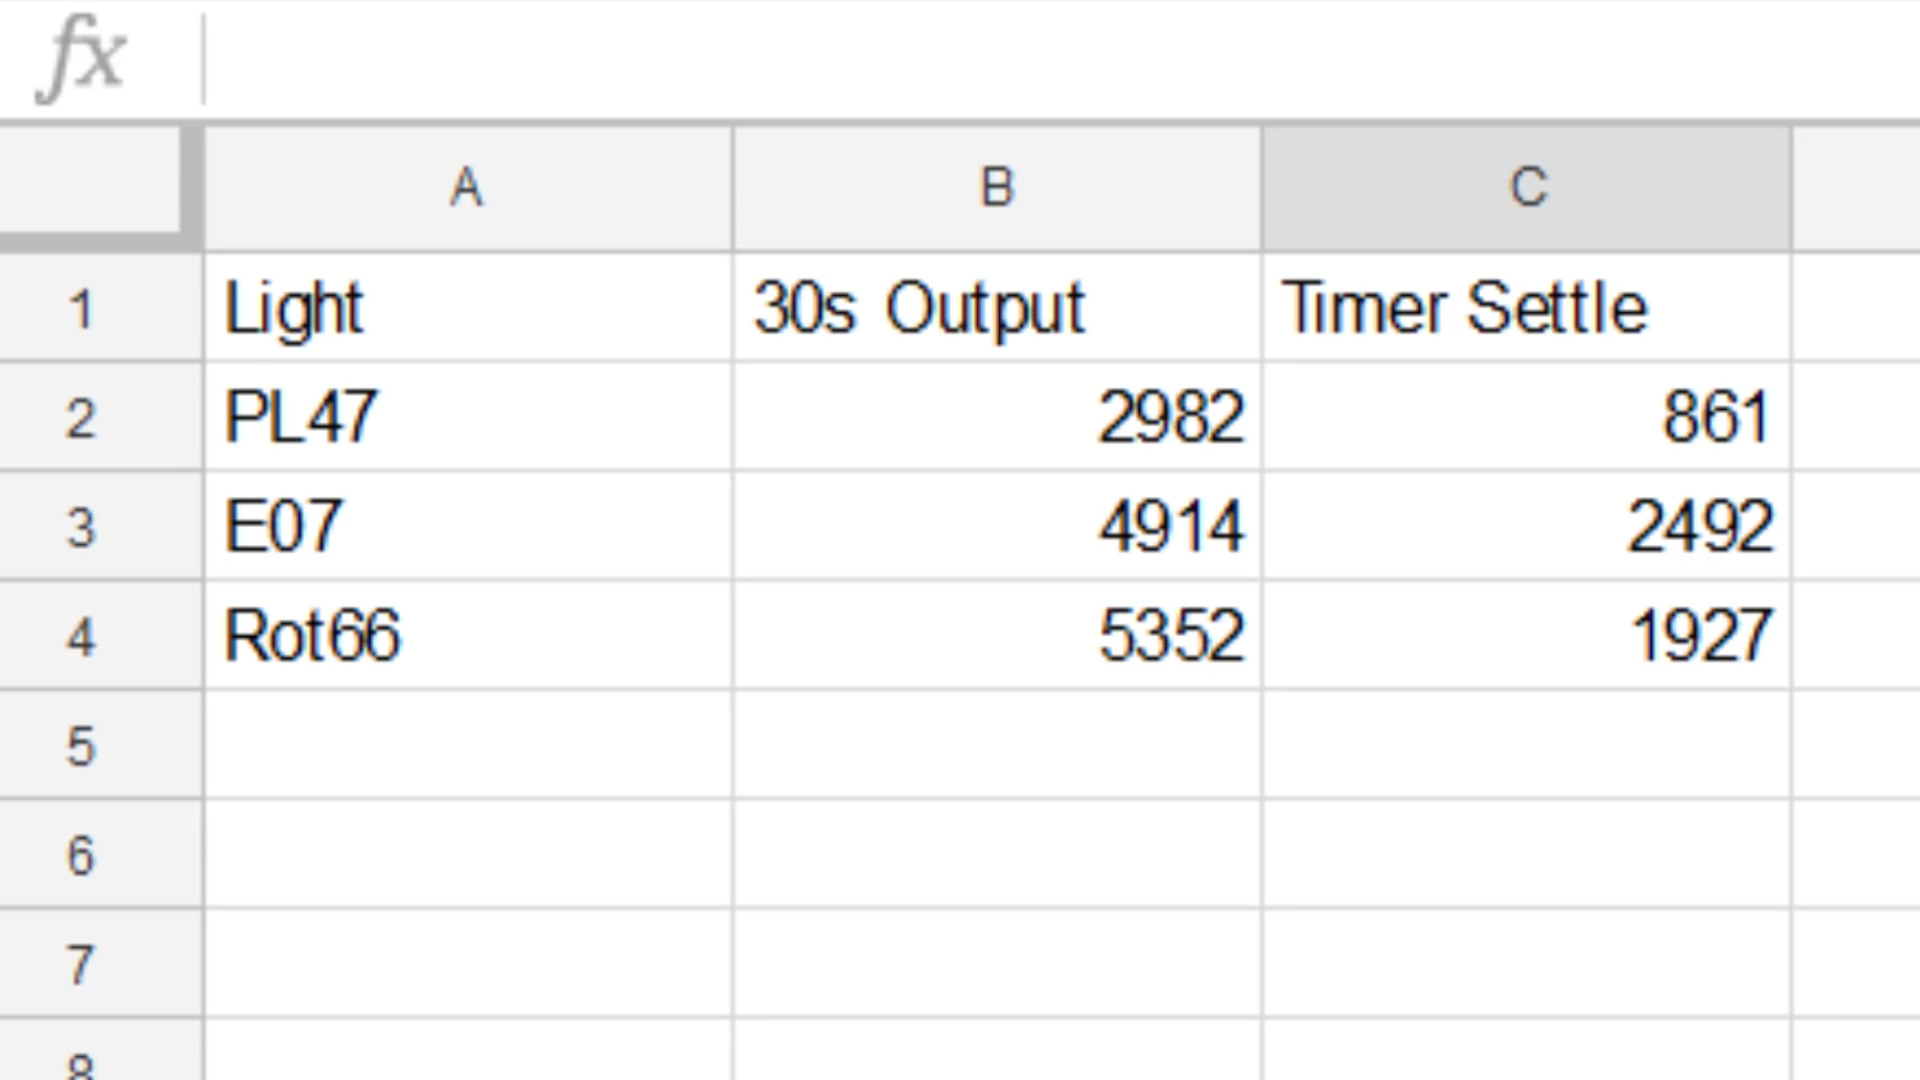 fx
A B C
1 Light 30s Output Timer Settle
2 PL47 2982 861
3 E07 4914 2492
4 Rot66 5352 1927
5
6
7
8